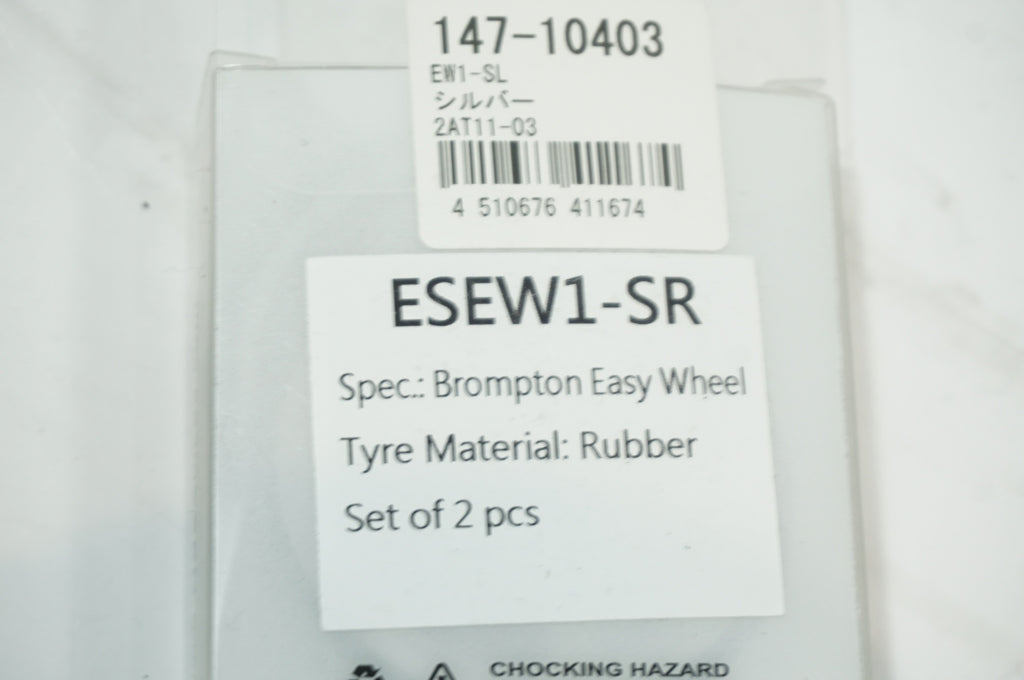 147-10403
EW1-SL
シルバー
2AT11-03
4 510676 411674
ESEW1-SR
Spec.: Brompton Easy Wheel
Tyre Material: Rubber
Set of 2 pcs
CHOCKING HAZARD